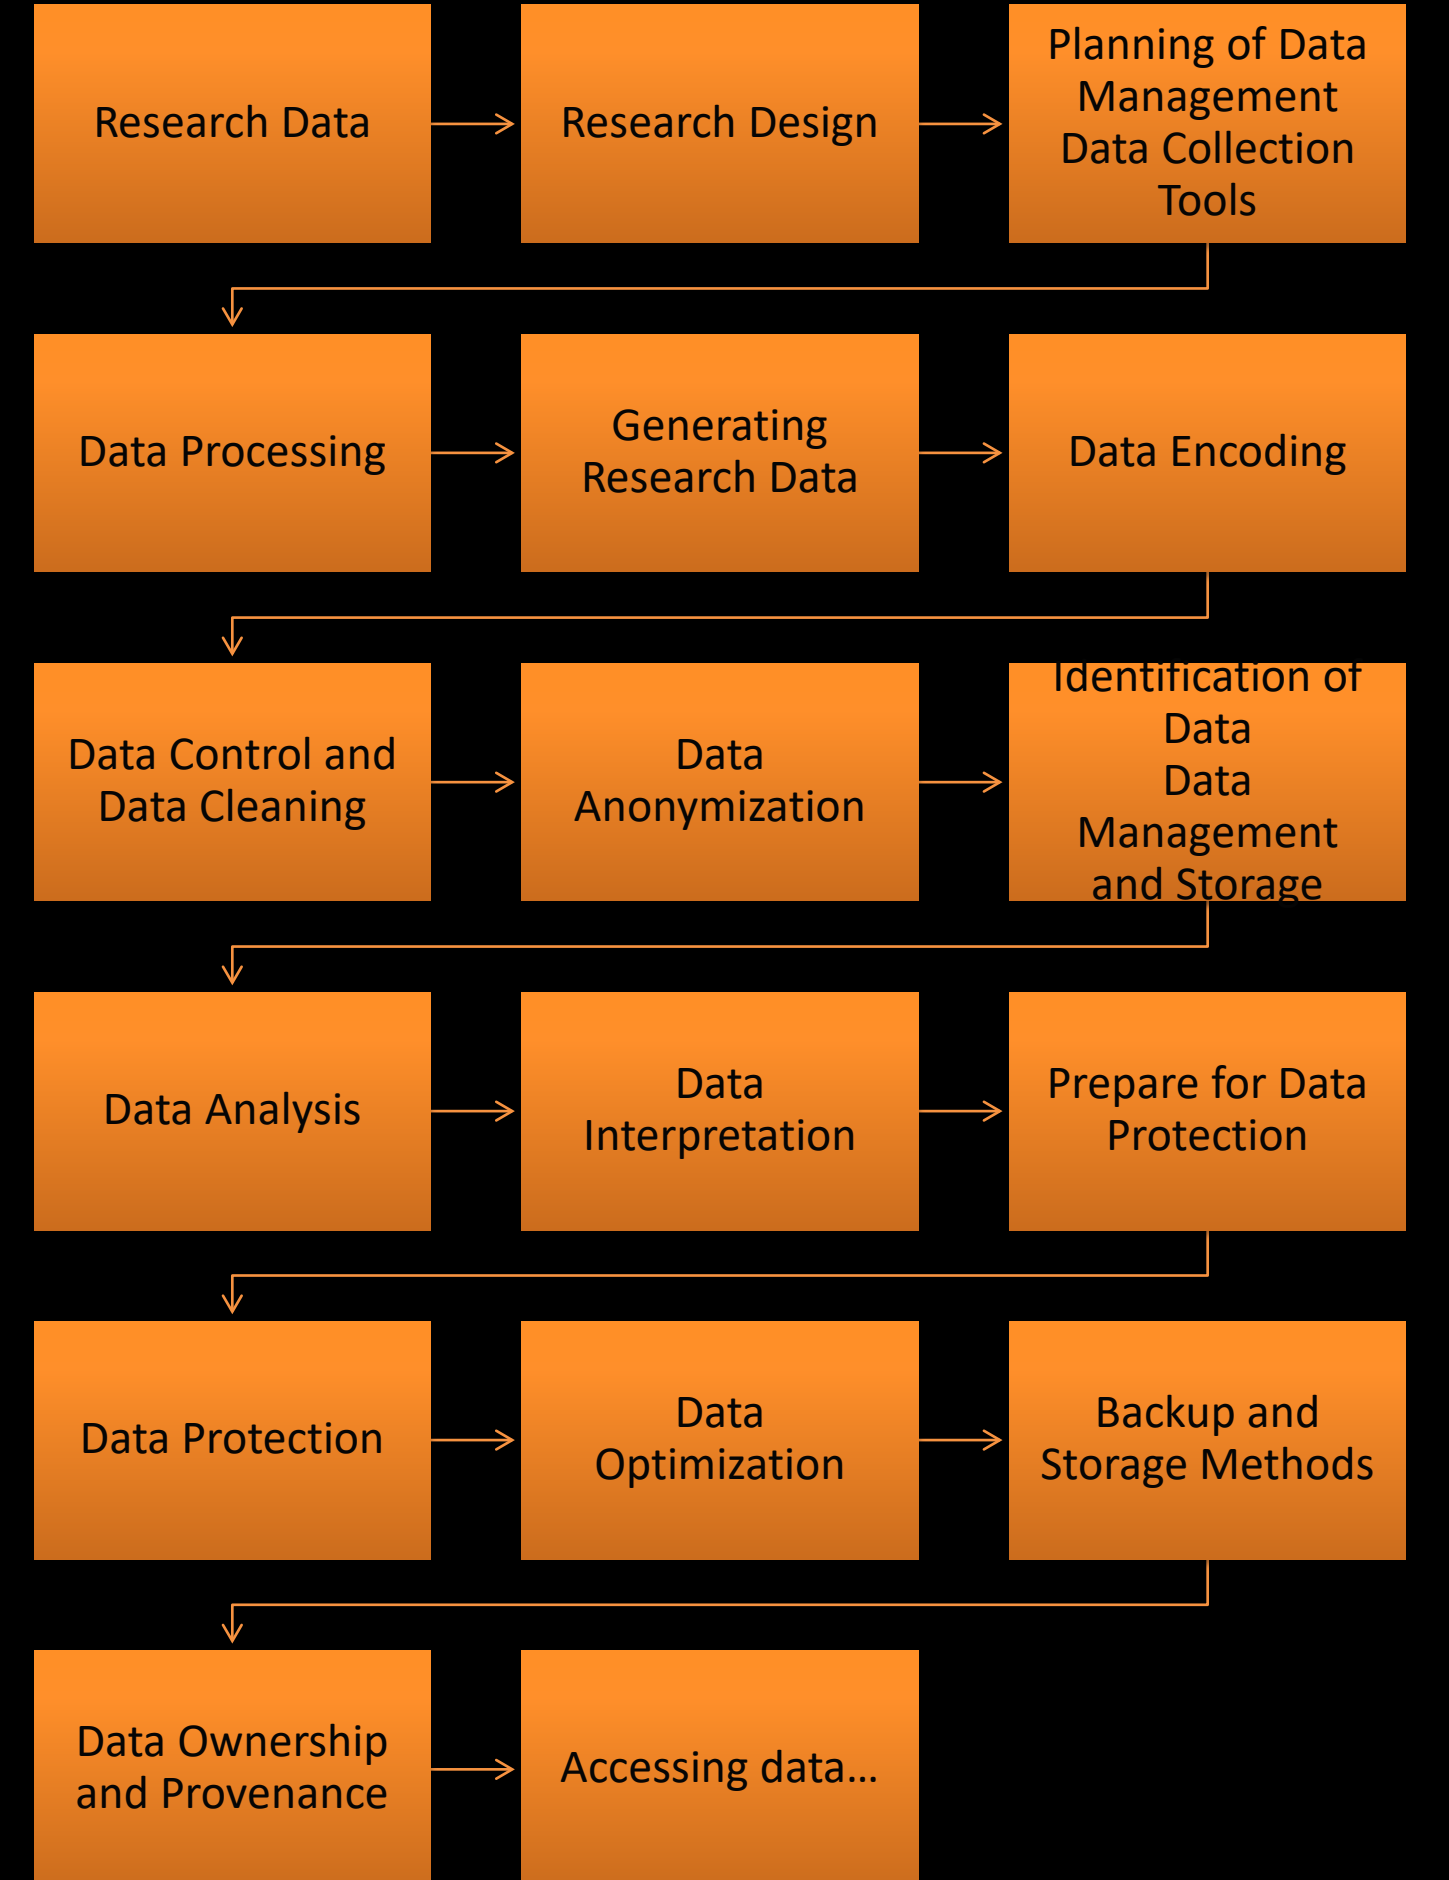 Research Data
Research Design
Planning of Data
Management
Data Collection
Tools
Data Processing
Generating
Research Data
Data Encoding
Data Control and
Data Cleaning
Data
Anonymization
Identification of
Data
Data
Management
and Storage
Data Analysis
Data
Interpretation
Prepare for Data
Protection
Data Protection
Data
Optimization
Backup and
Storage Methods
Data Ownership
and Provenance
Accessing data…